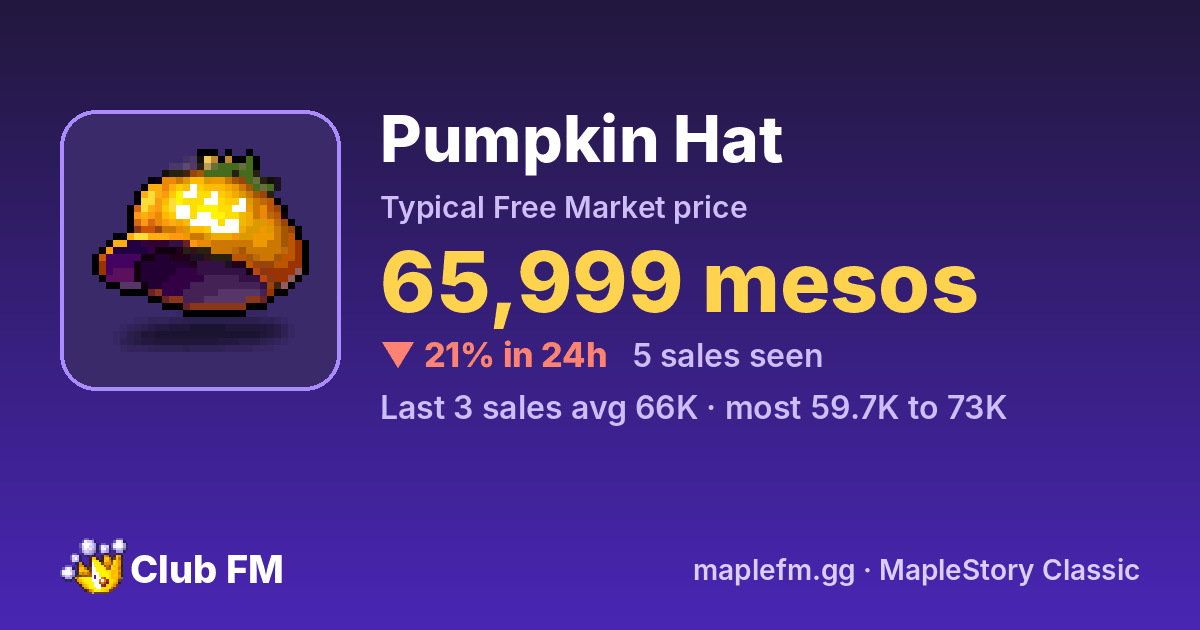 Pumpkin Hat
Typical Free Market price
65,999 mesos
▼ 21% in 24h 5 sales seen
Last 3 sales avg 66K · most 59.7K to 73K
Club FM
maplefm.gg · MapleStory Classic